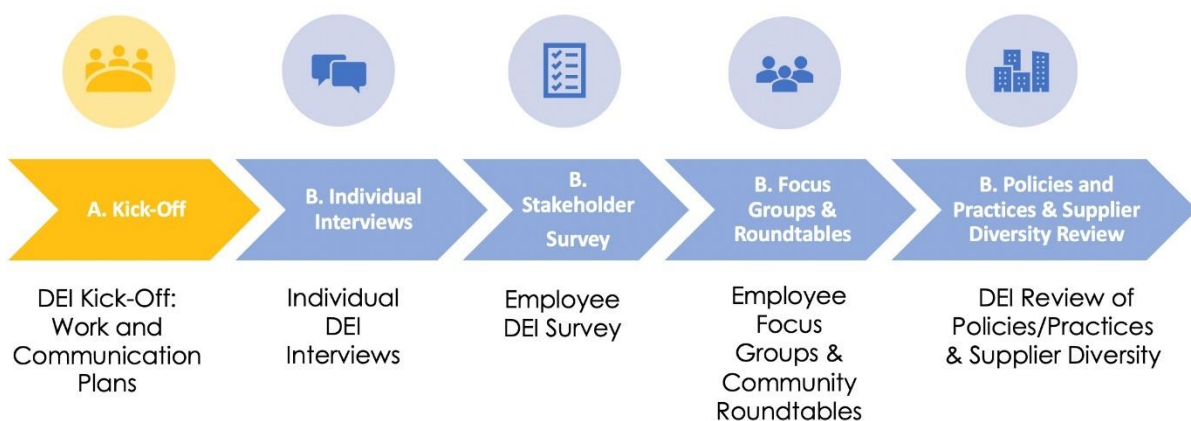 A. Kick-Off
B. Individual
Interviews
B.
Stakeholder
Survey
B. Focus
Groups &
Roundtables
B. Policies and
Practices & Supplier
Diversity Review
DEI Kick-Off:
Work and
Communication
Plans
Individual
DEI
Interviews
Employee
DEI Survey
Employee
Focus
Groups &
Community
Roundtables
DEI Review of
Policies/Practices
& Supplier Diversity